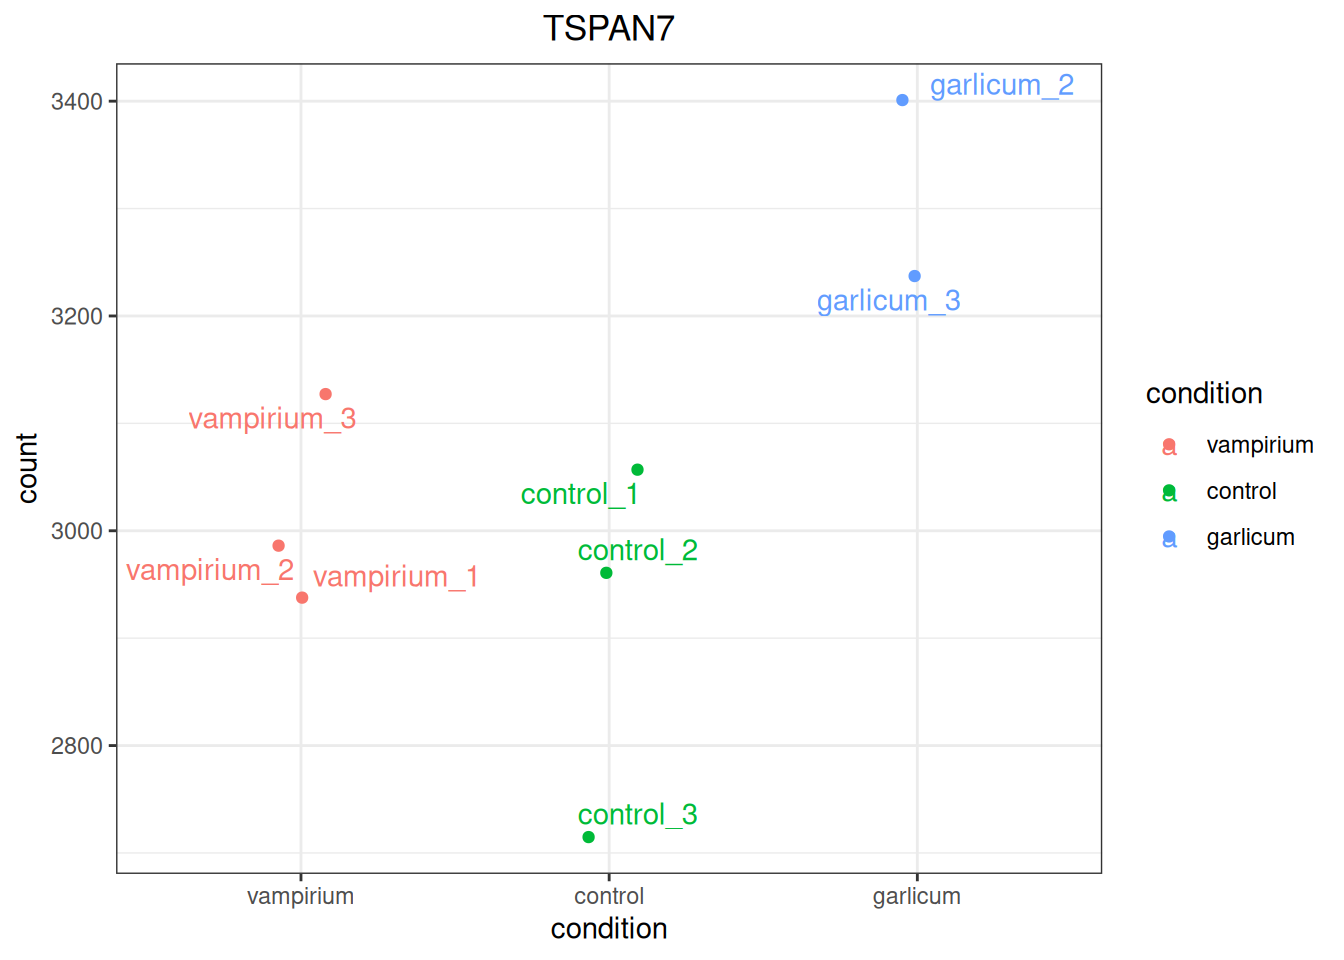 TSPAN7
3400
3200
3000
2800
count
garlicum_2
garlicum_3
vampirium_3
control_1
control_2
vampirium_2
vampirium_1
control_3
vampirium
control
garlicum
condition
condition
a vampirium
a control
a garlicum